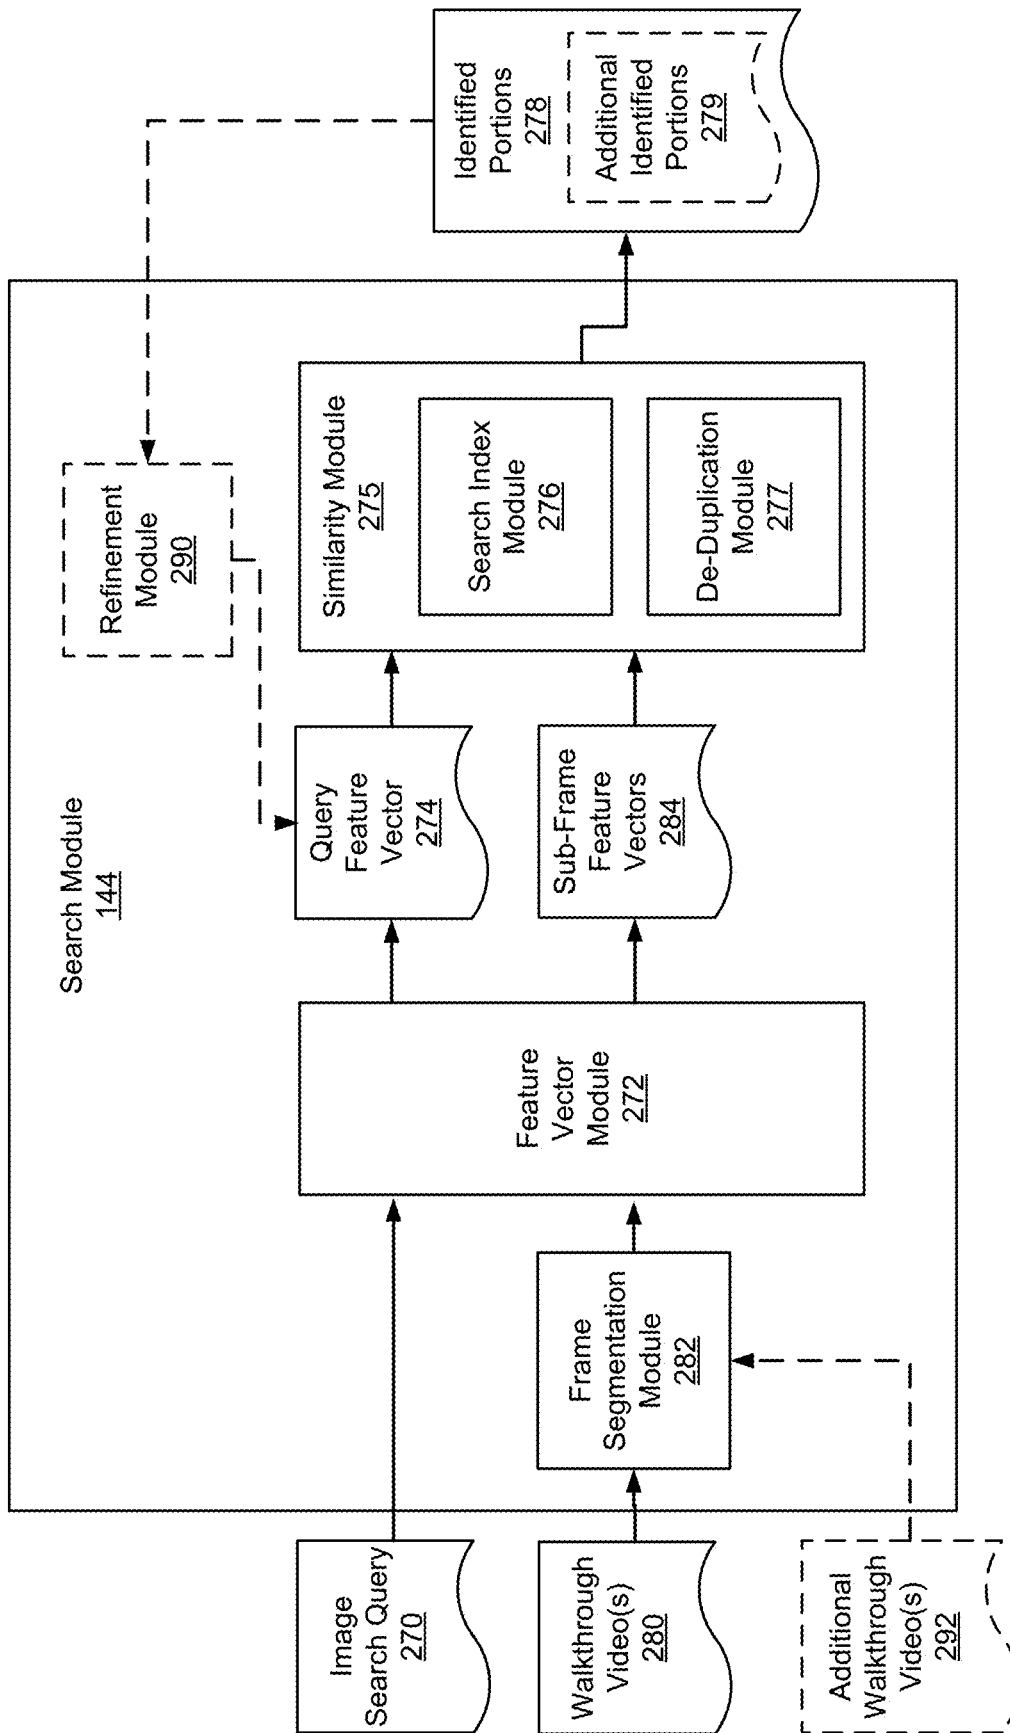 Search Module
144
Image
Search Query
270
Walkthrough
Video(s)
280
Additional
Walkthrough
Video(s)
292
Frame
Segmentation
Module
282
Feature
Vector
Module
272
Query
Feature
Vector
274
Sub-Frame
Feature
Vectors
284
Refinement
Module
290
Similarity Module
275
Search Index
Module
276
De-Duplication
Module
277
Identified
Portions
278
Additional
Identified
Portions
279